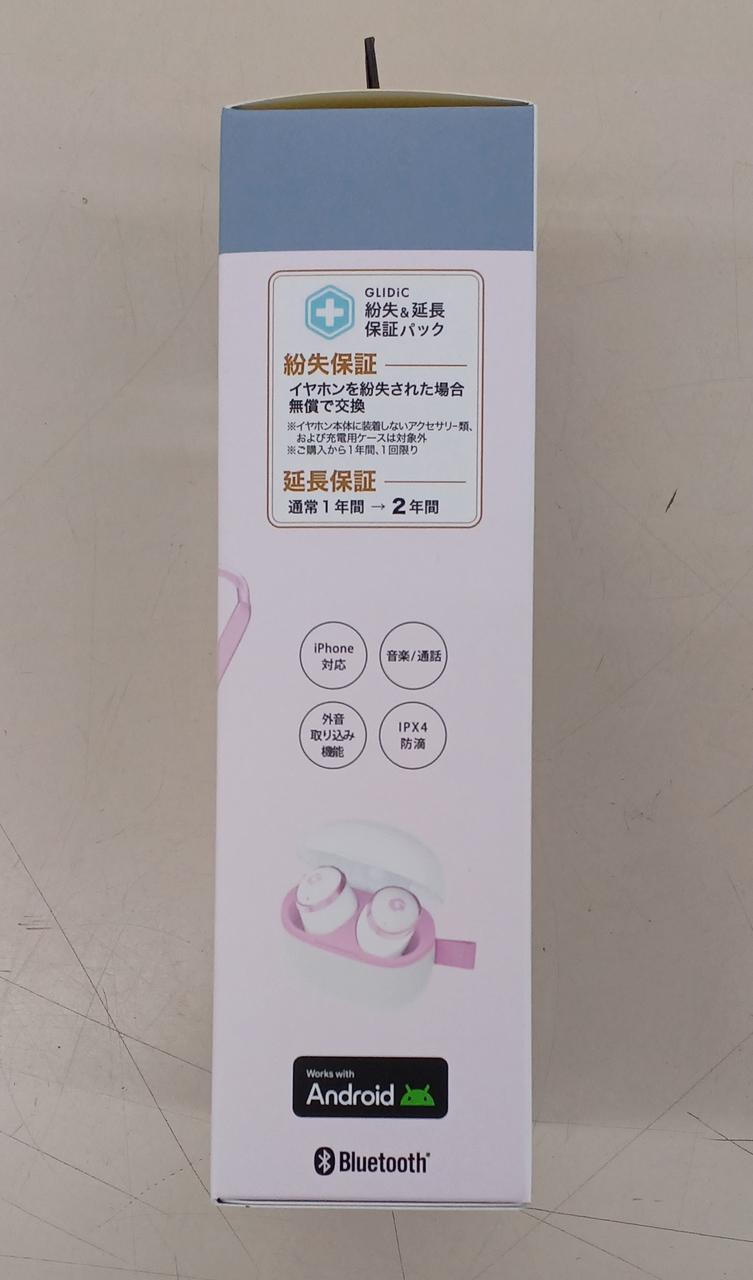 GLIDiC
紛失&延長
保証パック
紛失保証
イヤホンを紛失された場合
無償で交換
※イヤホン本体に装着しないアクセサリー類、
および充電用ケースは対象外
※ご購入から1年間、1回限り
延長保証
通常1年間→2年間
iPhone
対応
音楽/通話
外音
取り込み
機能
IPX4
防滴
Works with
Android
Bluetooth®